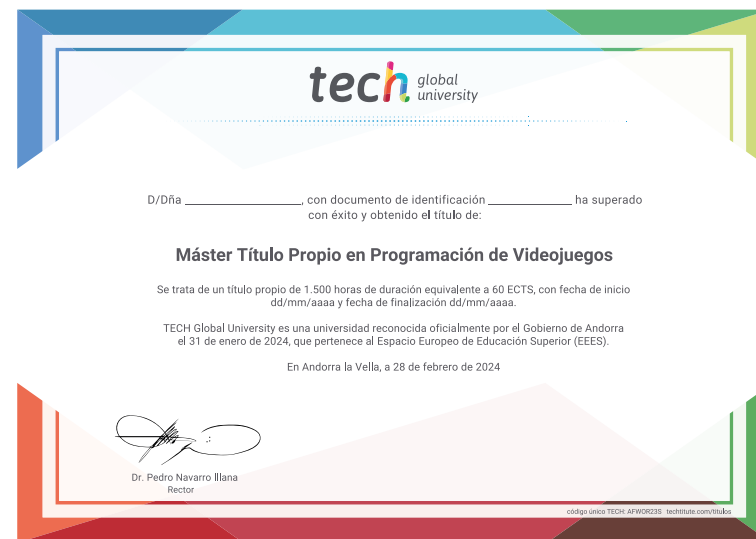 tech global
university
D/Dña ____________________, con documento de identificación ______________ ha superado
con éxito y obtenido el título de:
Máster Título Propio en Programación de Videojuegos
Se trata de un título propio de 1.500 horas de duración equivalente a 60 ECTS, con fecha de inicio
dd/mm/aaaa y fecha de finalización dd/mm/aaaa.
TECH Global University es una universidad reconocida oficialmente por el Gobierno de Andorra
el 31 de enero de 2024, que pertenece al Espacio Europeo de Educación Superior (EEES).
En Andorra la Vella, a 28 de febrero de 2024
Dr. Pedro Navarro Illana
Rector
código único TECH: AFWOR23S techtitute.com/titulos